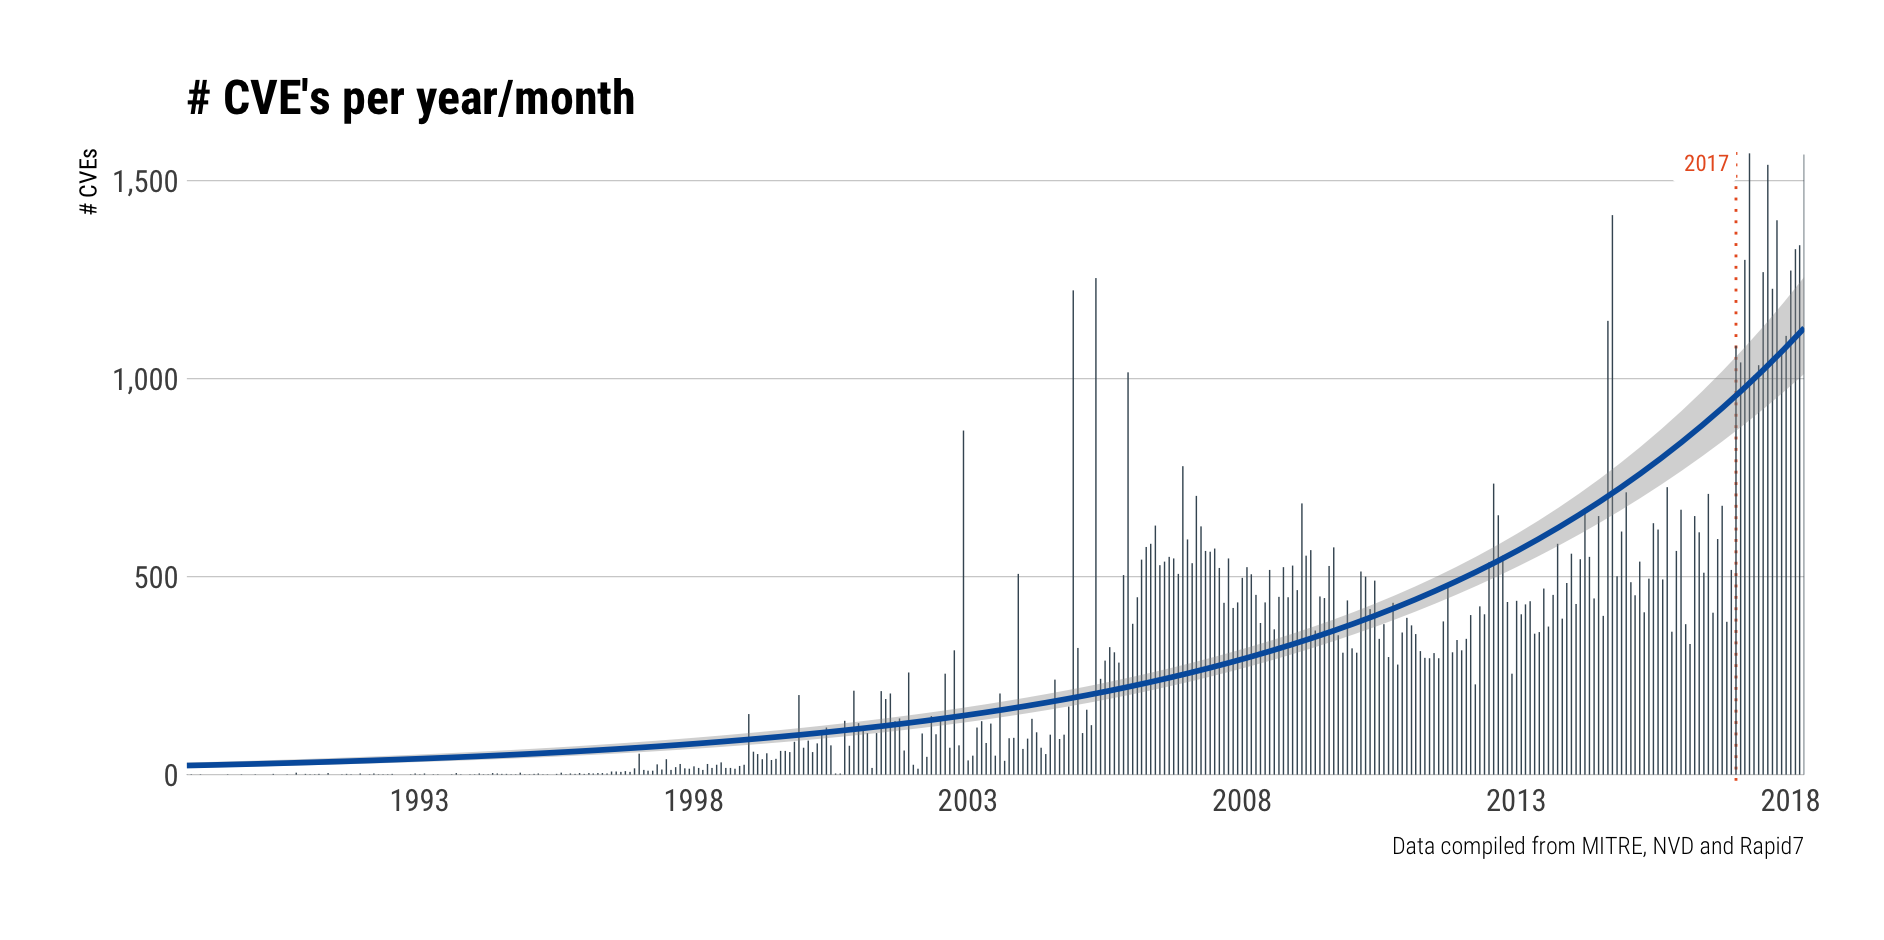 # CVE's per year/month
# CVEs
1,500
1,000
500
0
2017
1993 1998 2003 2008 2013 2018
Data compiled from MITRE, NVD and Rapid7